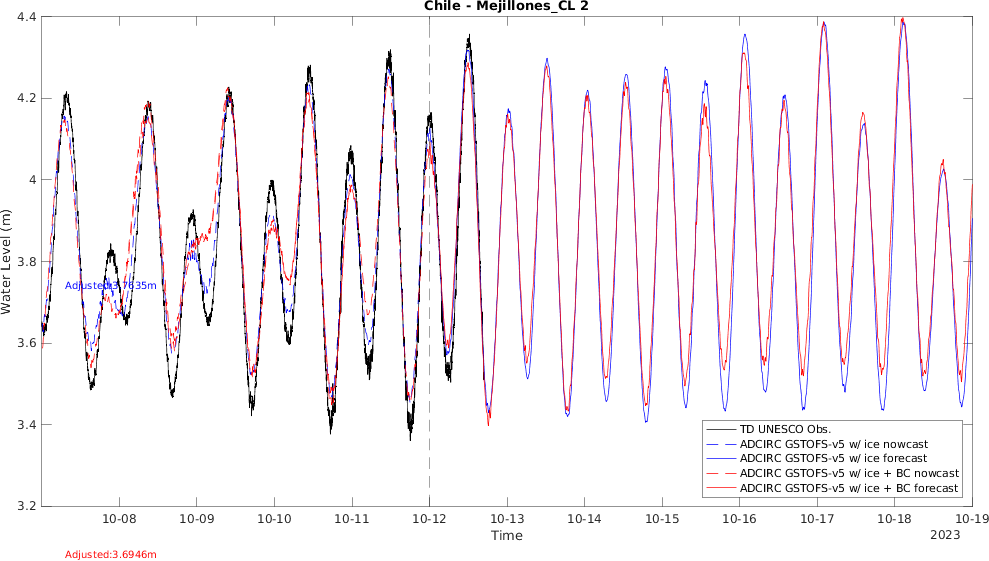 Chile - Mejillones_CL 2
4.4
4.2
4
3.8
3.6
3.4
3.2
Water Level (m)
Adjusted:3.7635m
TD UNESCO Obs.
ADCIRC GSTOFS-v5 w/ ice nowcast
ADCIRC GSTOFS-v5 w/ ice forecast
ADCIRC GSTOFS-v5 w/ ice + BC nowcast
ADCIRC GSTOFS-v5 w/ ice + BC forecast
10-08 10-09 10-10 10-11 10-12 10-13 10-14 10-15 10-16 10-17 10-18 10-19
Time
2023
Adjusted:3.6946m